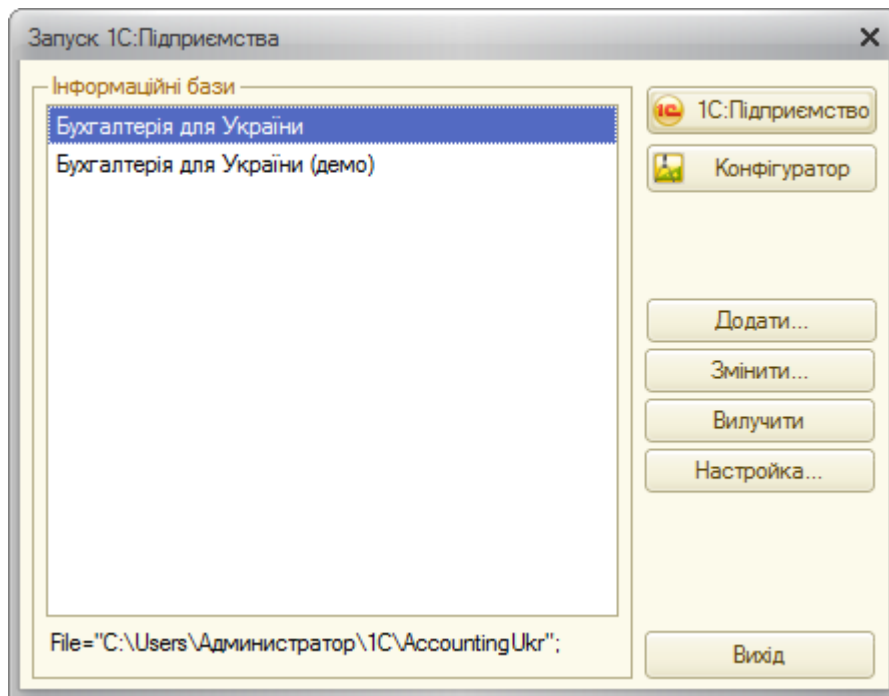 Запуск 1С:Підприємства
Інформаційні бази
Бухгалтерія для України
Бухгалтерія для України (демо)
File="C:\Users\Администратор\1C\AccountingUkr";
1С:Підприємство
Конфігуратор
Додати...
Змінити...
Вилучити
Настройка...
Вихід